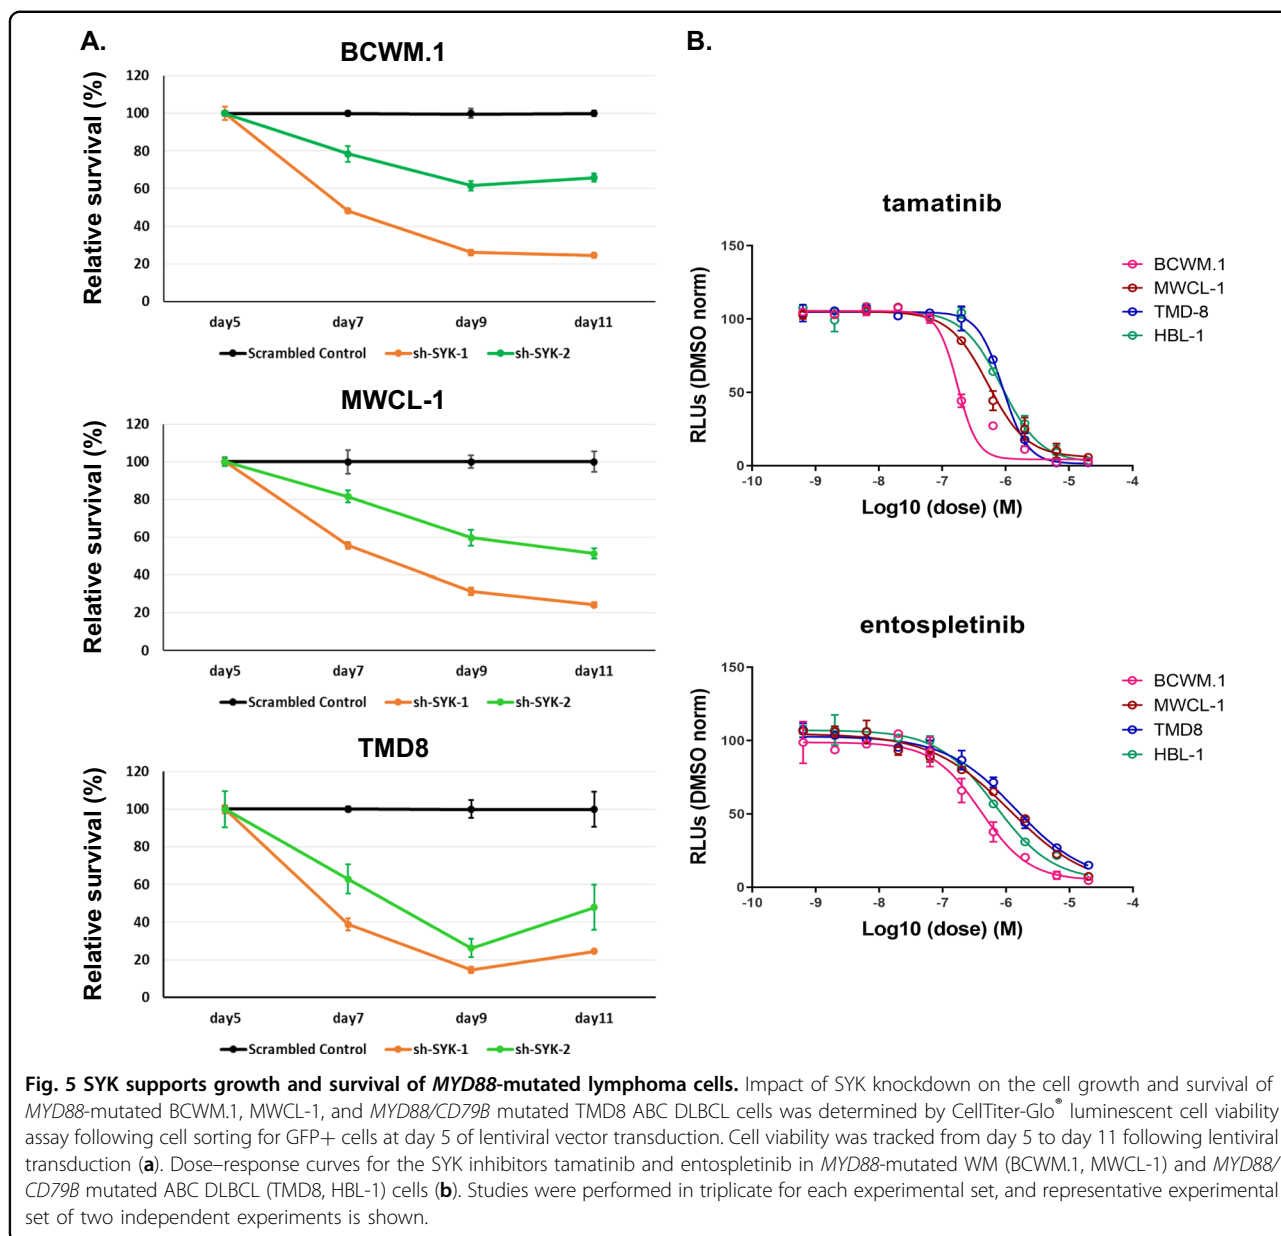 A.
BCWM.1
Relative survival (%)
120
100
80
60
40
20
0
day5 day7 day9 day11
Scrambled Control sh-SYK-1 sh-SYK-2
MWCL-1
Relative survival (%)
120
100
80
60
40
20
0
day5 day7 day9 day11
Scrambled Control sh-SYK-1 sh-SYK-2
TMD8
Relative survival (%)
120
100
80
60
40
20
0
day5 day7 day9 day11
Scrambled Control sh-SYK-1 sh-SYK-2
B.
tamatinib
RLUs (DMSO norm)
150
100
50
0
-10 -9 -8 -7 -6 -5 -4
Log10 (dose) (M)
BCWM.1
MWCL-1
TMD-8
HBL-1
entospletinib
RLUs (DMSO norm)
150
100
50
0
-10 -9 -8 -7 -6 -5 -4
Log10 (dose) (M)
BCWM.1
MWCL-1
TMD8
HBL-1
Fig. 5 SYK supports growth and survival of MYD88-mutated lymphoma cells. Impact of SYK knockdown on the cell growth and survival of
MYD88-mutated BCWM.1, MWCL-1, and MYD88/CD79B mutated TMD8 ABC DLBCL cells was determined by CellTiter-Glo® luminescent cell viability
assay following cell sorting for GFP+ cells at day 5 of lentiviral vector transduction. Cell viability was tracked from day 5 to day 11 following lentiviral
transduction (a). Dose–response curves for the SYK inhibitors tamatinib and entospletinib in MYD88-mutated WM (BCWM.1, MWCL-1) and MYD88/
CD79B mutated ABC DLBCL (TMD8, HBL-1) cells (b). Studies were performed in triplicate for each experimental set, and representative experimental
set of two independent experiments is shown.